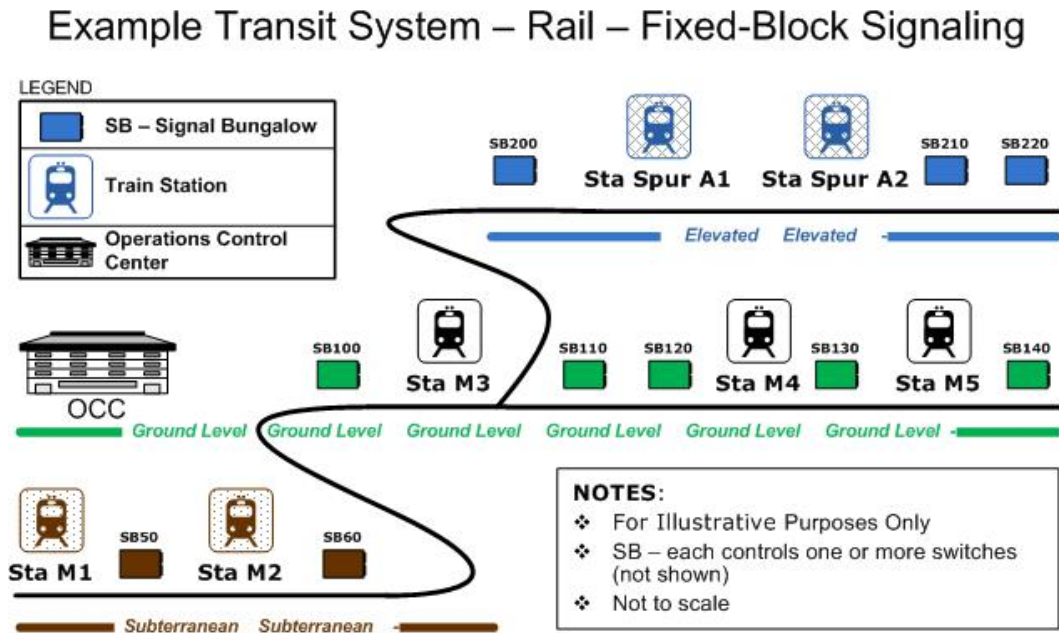 Example Transit System – Rail – Fixed-Block Signaling
LEGEND
SB – Signal Bungalow
Train Station
Operations Control
Center
SB200
Sta Spur A1
Sta Spur A2
SB210
SB220
Elevated Elevated
OCC
SB100
Sta M3
SB110
SB120
Sta M4
SB130
Sta M5
SB140
Ground Level Ground Level Ground Level Ground Level Ground Level Ground Level
Sta M1
SB50
Sta M2
SB60
Subterranean Subterranean
NOTES:
❖ For Illustrative Purposes Only
❖ SB – each controls one or more switches
(not shown)
❖ Not to scale